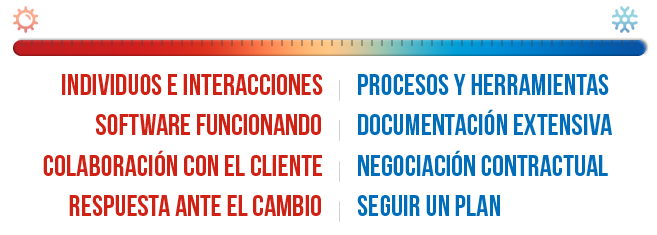 INDIVIDUOS E INTERACCIONES PROCESOS Y HERRAMIENTAS
SOFTWARE FUNCIONANDO DOCUMENTACIÓN EXTENSIVA
COLABORACIÓN CON EL CLIENTE NEGOCIACIÓN CONTRACTUAL
RESPUESTA ANTE EL CAMBIO SEGUIR UN PLAN